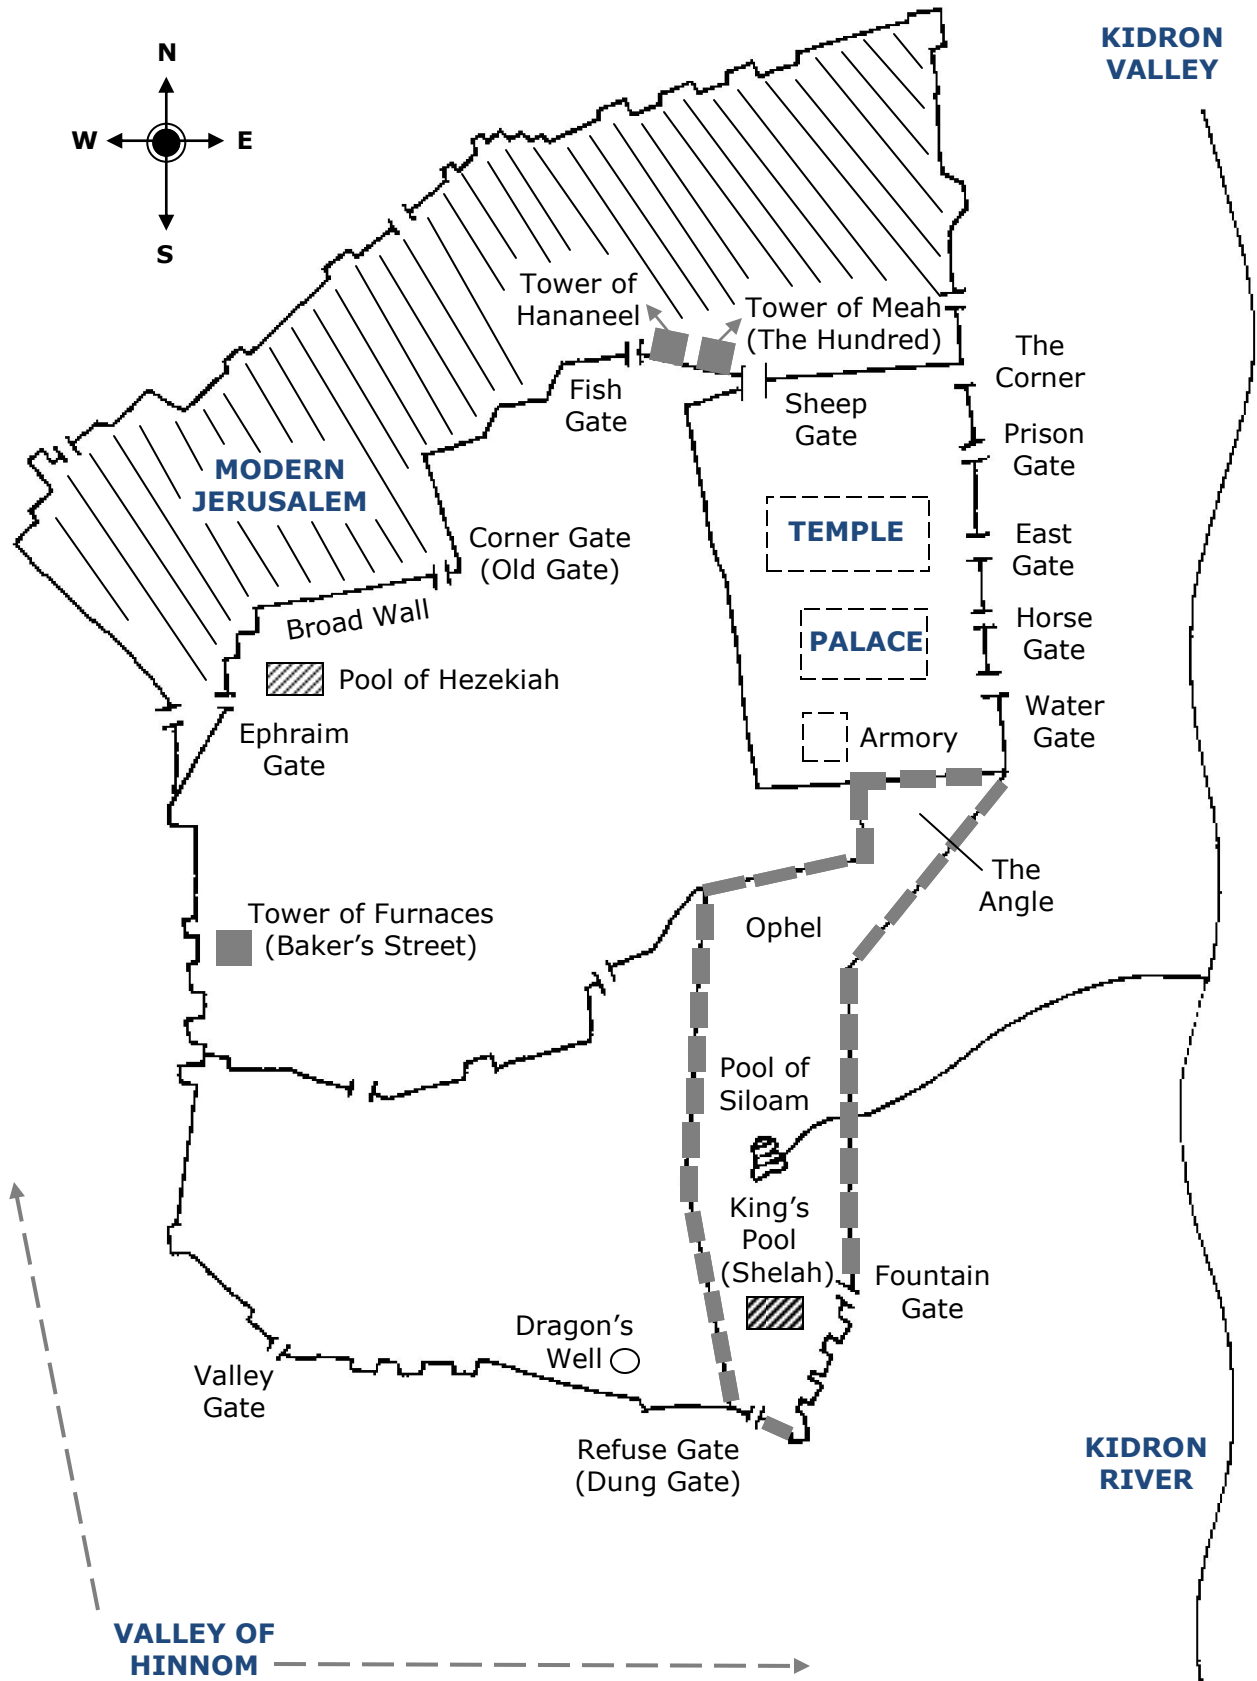 KIDRON
VALLEY
N
W
E
S
Tower of
Hananeel
Tower of Meah
(The Hundred)
The
Corner
Fish
Gate
Sheep
Gate
Prison
Gate
MODERN
JERUSALEM
TEMPLE
East
Gate
Corner Gate
(Old Gate)
Broad Wall
PALACE
Horse
Gate
Pool of Hezekiah
Water
Gate
Ephraim
Gate
Armory
The
Angle
Tower of Furnaces
(Baker’s Street)
Ophel
Pool of
Siloam
King’s
Pool
(Shelah)
Fountain
Gate
Dragon’s
Well
Valley
Gate
Refuse Gate
(Dung Gate)
KIDRON
RIVER
VALLEY OF
HINNOM